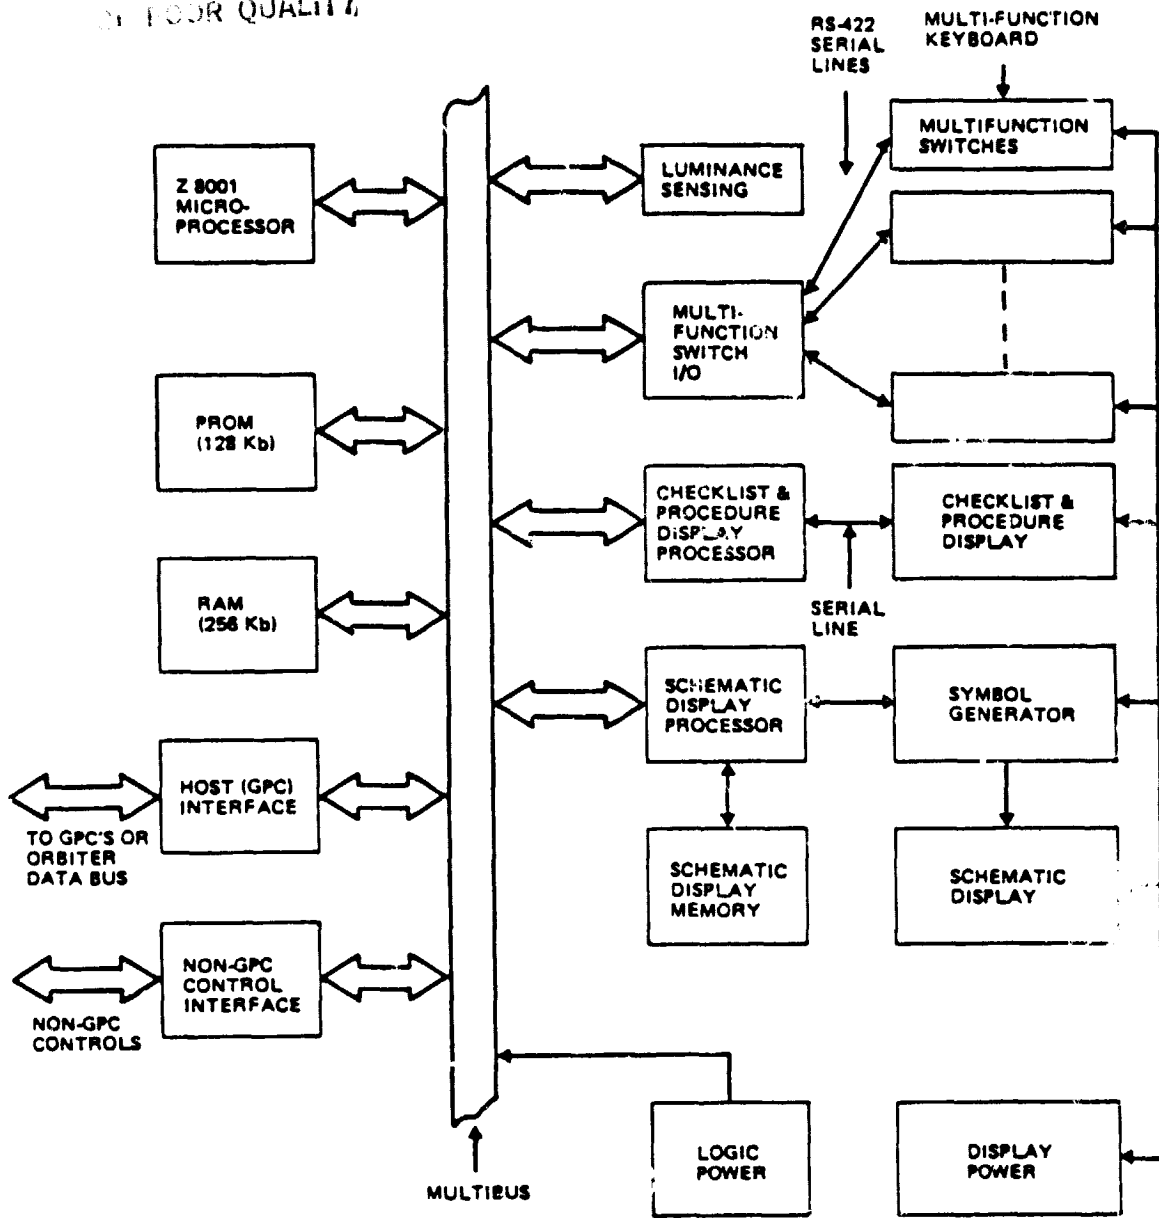 POOR QUALITY
RS-422
SERIAL
LINES
MULTI-FUNCTION
KEYBOARD
MULTIFUNCTION
SWITCHES
Z 8001
MICRO-
PROCESSOR
LUMINANCE
SENSING
MULTI-
FUNCTION
SWITCH
I/O
PROM
(128 Kb)
CHECKLIST &
PROCEDURE
DISPLAY
PROCESSOR
CHECKLIST &
PROCEDURE
DISPLAY
SERIAL
LINE
RAM
(256 Kb)
SCHEMATIC
DISPLAY
PROCESSOR
SYMBOL
GENERATOR
HOST (GPC)
INTERFACE
TO GPC'S OR
ORBITER
DATA BUS
SCHEMATIC
DISPLAY
MEMORY
SCHEMATIC
DISPLAY
NON-GPC
CONTROL
INTERFACE
NON-GPC
CONTROLS
LOGIC
POWER
DISPLAY
POWER
MULTIBUS